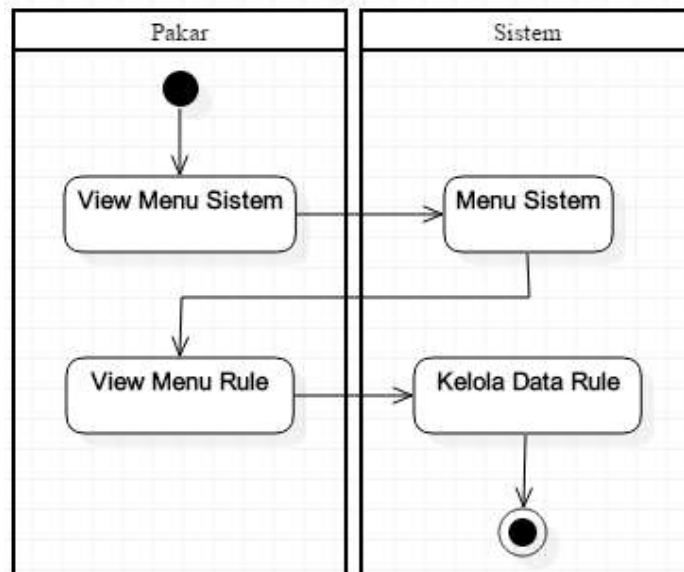 Pakar
Sistem
View Menu Sistem
Menu Sistem
View Menu Rule
Kelola Data Rule